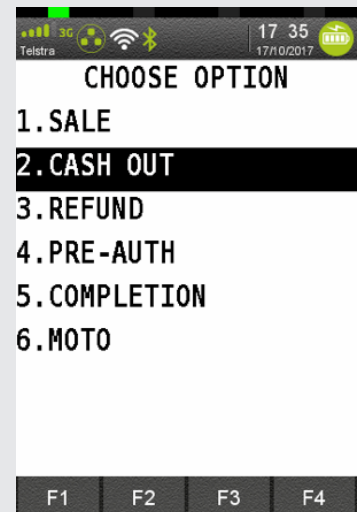 3G 17 35
Telstra 17/10/2017
CHOOSE OPTION
1.SALE
2.CASH OUT
3.REFUND
4.PRE-AUTH
5.COMPLETION
6.MOTO
F1 F2 F3 F4